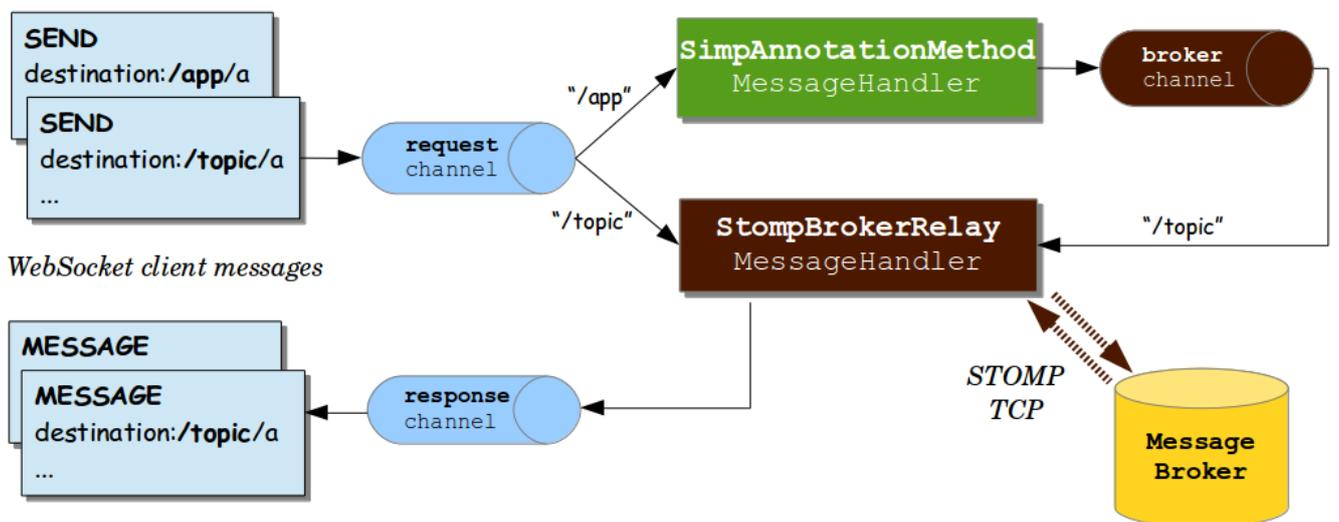 SEND
destination:/app/a
SEND
destination:/topic/a
...
WebSocket client messages
request
channel
"/app"
"/topic"
SimpAnnotationMethod
MessageHandler
broker
channel
StompBrokerRelay
MessageHandler
"/topic"
STOMP
TCP
Message
Broker
response
channel
MESSAGE
MESSAGE
destination:/topic/a
...